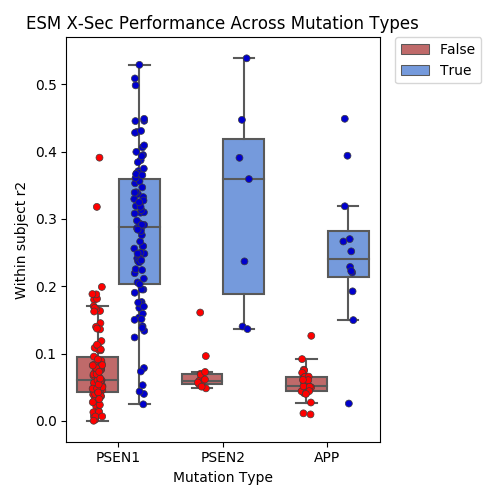 ESM X-Sec Performance Across Mutation Types
False
True
Within subject r2
0.5
0.4
0.3
0.2
0.1
0.0
PSEN1
PSEN2
APP
Mutation Type